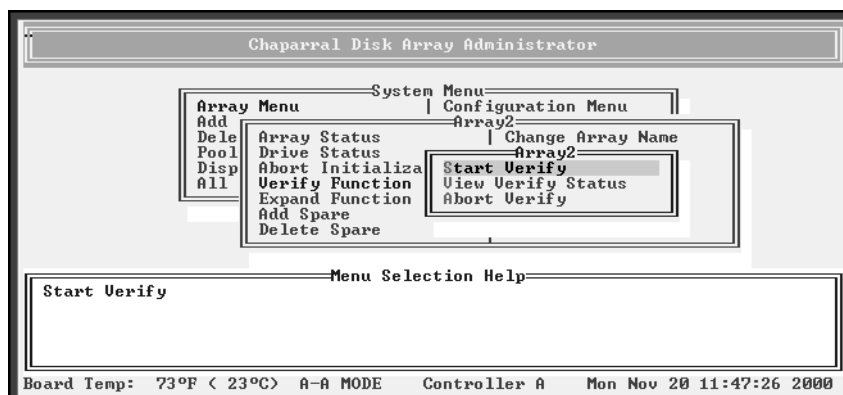 Chaparral Disk Array Administrator
System Menu
Array Menu | Configuration Menu
Add
Array2
Dele
Array Status | Change Array Name
Pool
Drive Status
Array2
Disp
Abort Initializa
Start Verify
All
Verify Function
View Verify Status
Expand Function
Abort Verify
Add Spare
Delete Spare
Menu Selection Help
Start Verify
Board Temp: 73ºF ( 23ºC) A-A MODE Controller A Mon Nov 20 11:47:26 2000